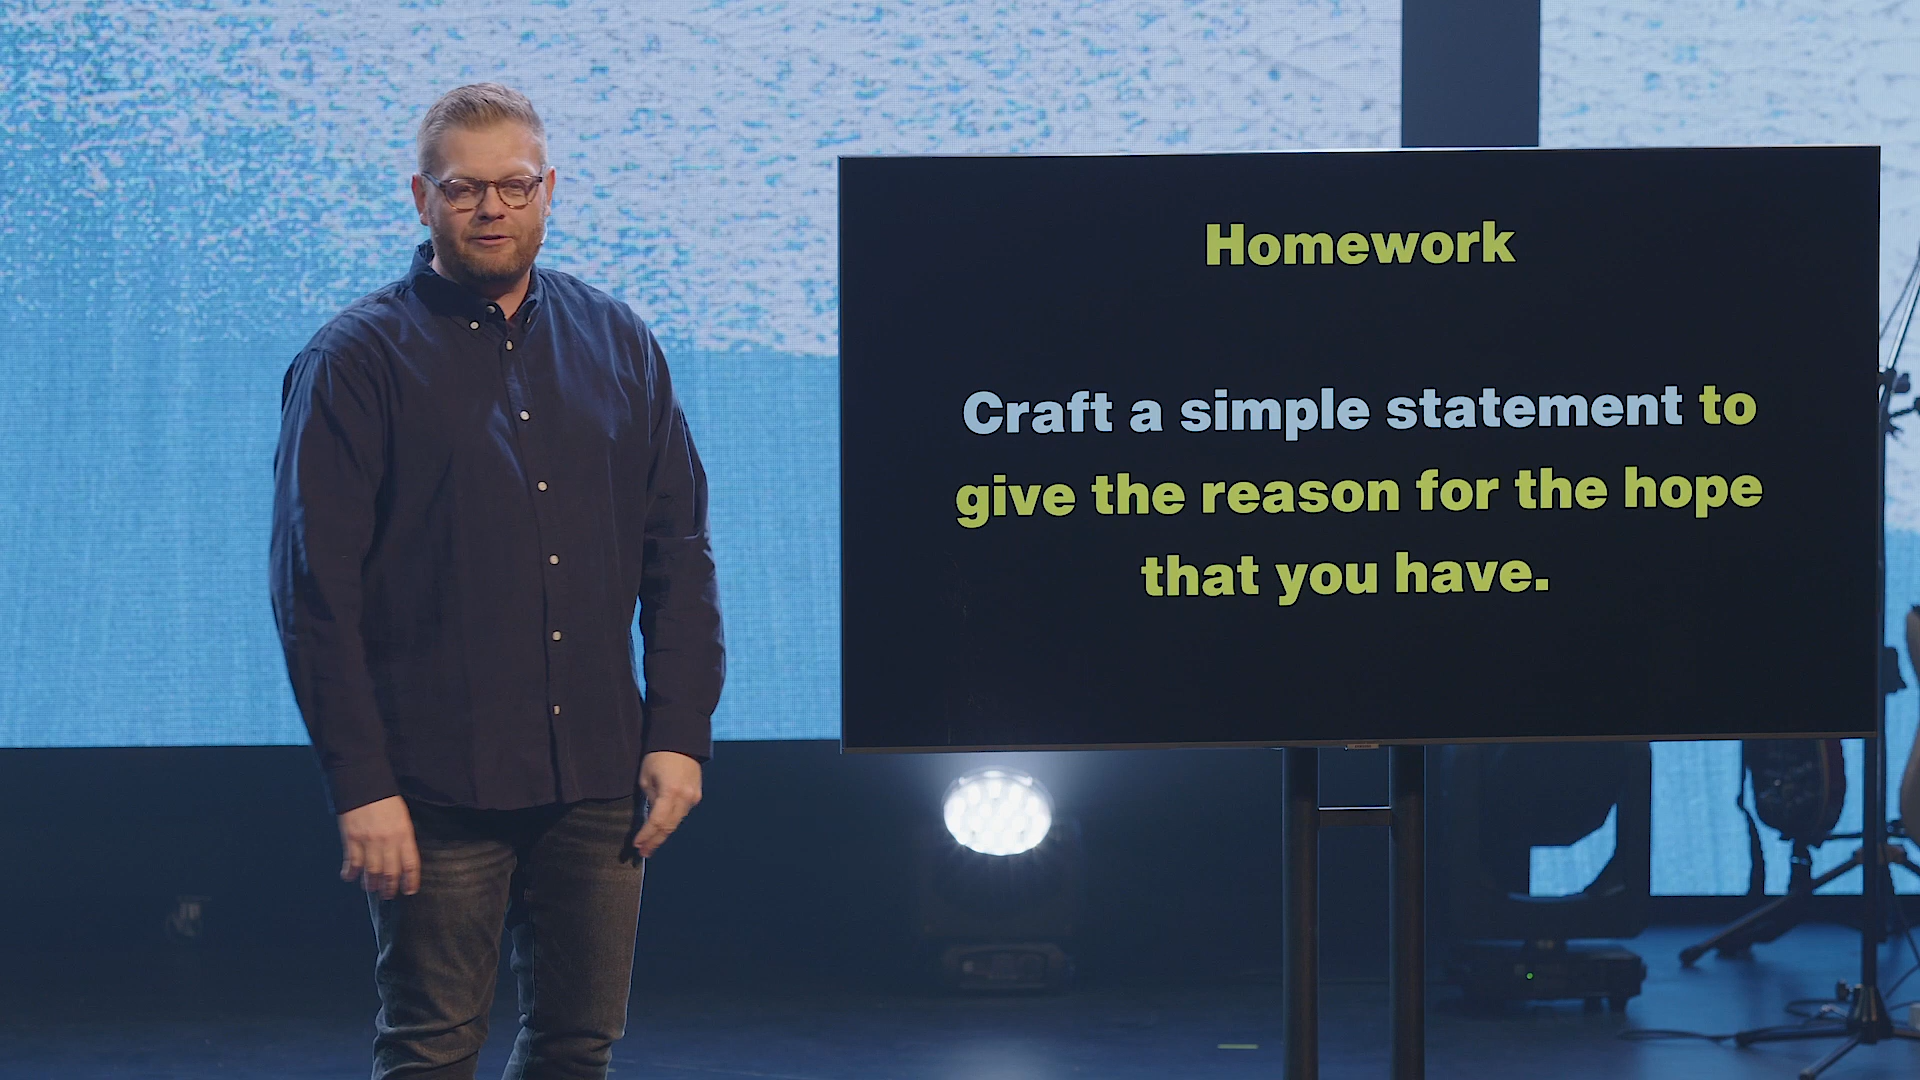 Homework
Craft a simple statement to
give the reason for the hope
that you have.